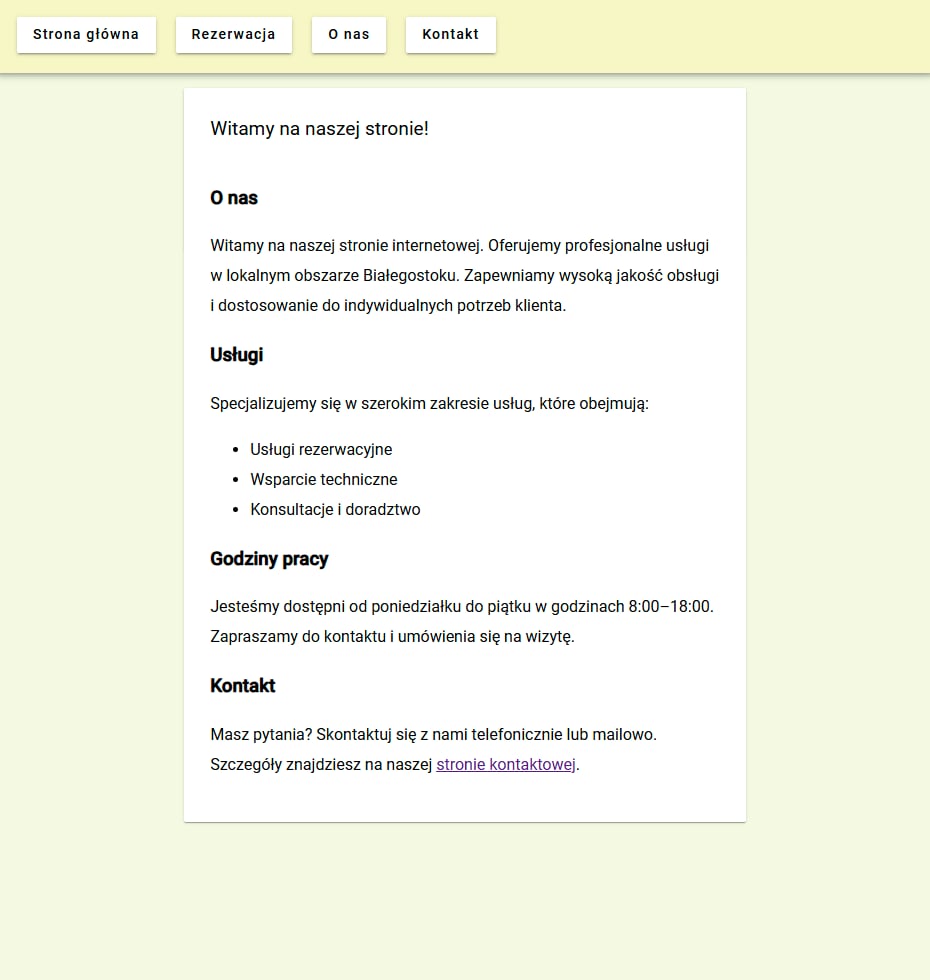 Strona główna Rezerwacja O nas Kontakt
Witamy na naszej stronie!
O nas
Witamy na naszej stronie internetowej. Oferujemy profesjonalne usługi
w lokalnym obszarze Białegostoku. Zapewniamy wysoką jakość obsługi
i dostosowanie do indywidualnych potrzeb klienta.
Usługi
Specjalizujemy się w szerokim zakresie usług, które obejmują:
• Usługi rezerwacyjne
• Wsparcie techniczne
• Konsultacje i doradztwo
Godziny pracy
Jesteśmy dostępni od poniedziałku do piątku w godzinach 8:00–18:00.
Zapraszamy do kontaktu i umówienia się na wizytę.
Kontakt
Masz pytania? Skontaktuj się z nami telefonicznie lub mailowo.
Szczegóły znajdziesz na naszej stronie kontaktowej.